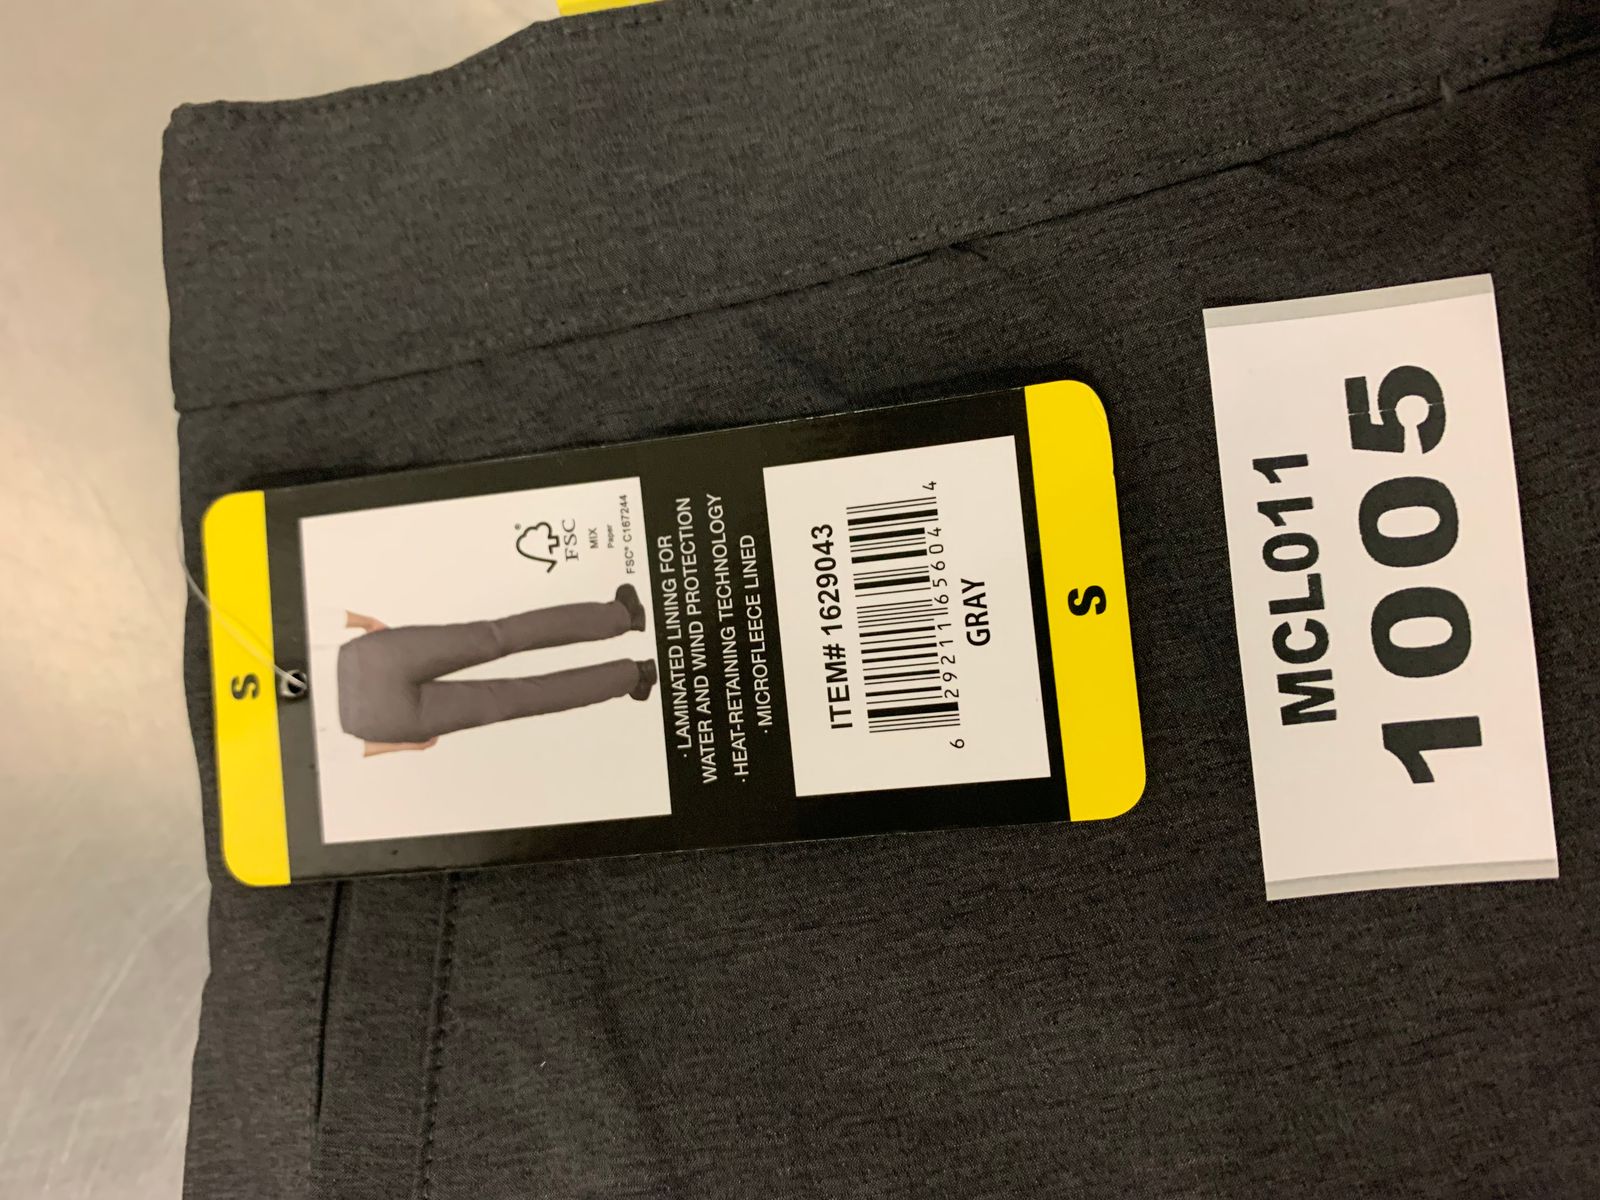 S
FSC®
MIX
Paper
FSC® C167244
· LAMINATED LINING FOR
WATER AND WIND PROTECTION
·HEAT-RETAINING TECHNOLOGY
· MICROFLEECE LINED
ITEM# 1629043
6 29211 65604 4
GRAY
S
MCL011
1005